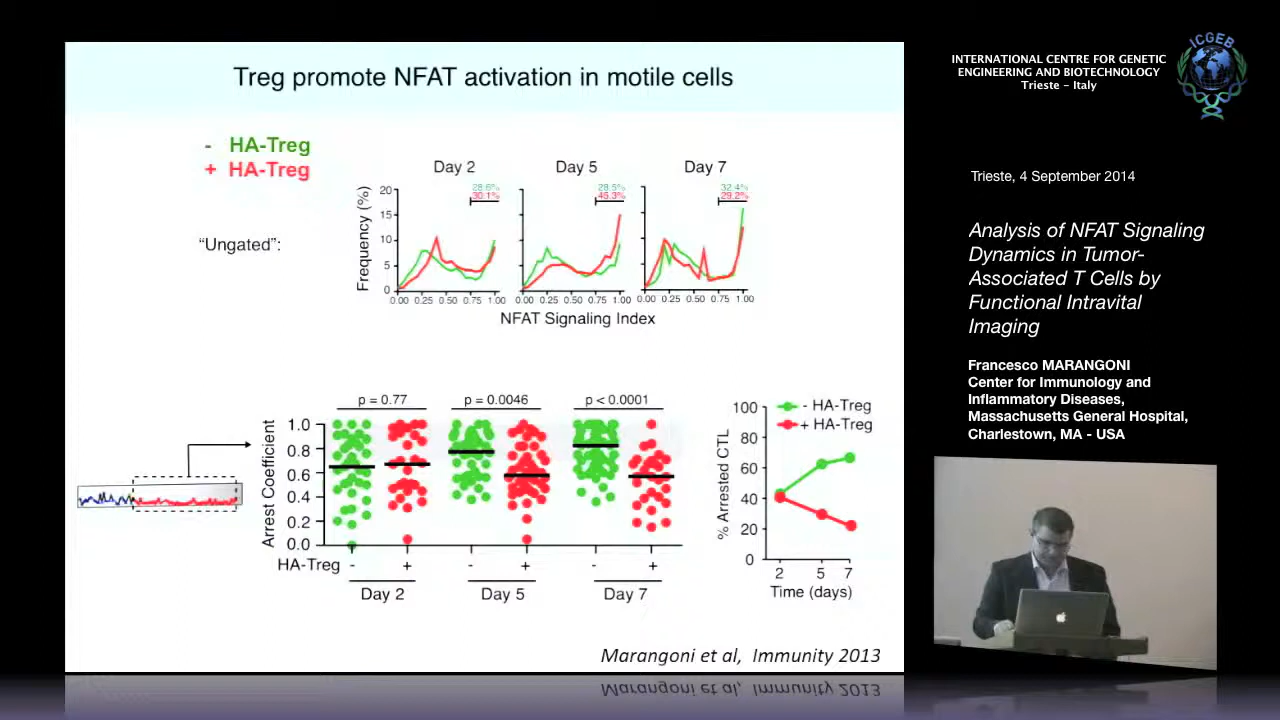 Treg promote NFAT activation in motile cells
- HA-Treg
+ HA-Treg
"Ungated":
Day 2
Day 5
Day 7
28.6%
30.1%
28.5%
45.3%
32.4%
29.2%
Frequency (%)
20
15
10
5
0
0.00 0.25 0.50 0.75 1.00
0.00 0.25 0.50 0.75 1.00
0.00 0.25 0.50 0.75 1.00
NFAT Signaling Index
p = 0.77
p = 0.0046
p < 0.0001
Arrest Coefficient
1.0
0.8
0.6
0.4
0.2
0.0
HA-Treg - + - + - +
Day 2
Day 5
Day 7
- HA-Treg
+ HA-Treg
% Arrested CTL
100
80
60
40
20
0
2 5 7
Time (days)
Marangoni et al, Immunity 2013
INTERNATIONAL CENTRE FOR GENETIC
ENGINEERING AND BIOTECHNOLOGY
Trieste - Italy
ICGEB
Trieste, 4 September 2014
Analysis of NFAT Signaling
Dynamics in Tumor-
Associated T Cells by
Functional Intravital
Imaging
Francesco MARANGONI
Center for Immunology and
Inflammatory Diseases,
Massachusetts General Hospital,
Charlestown, MA - USA